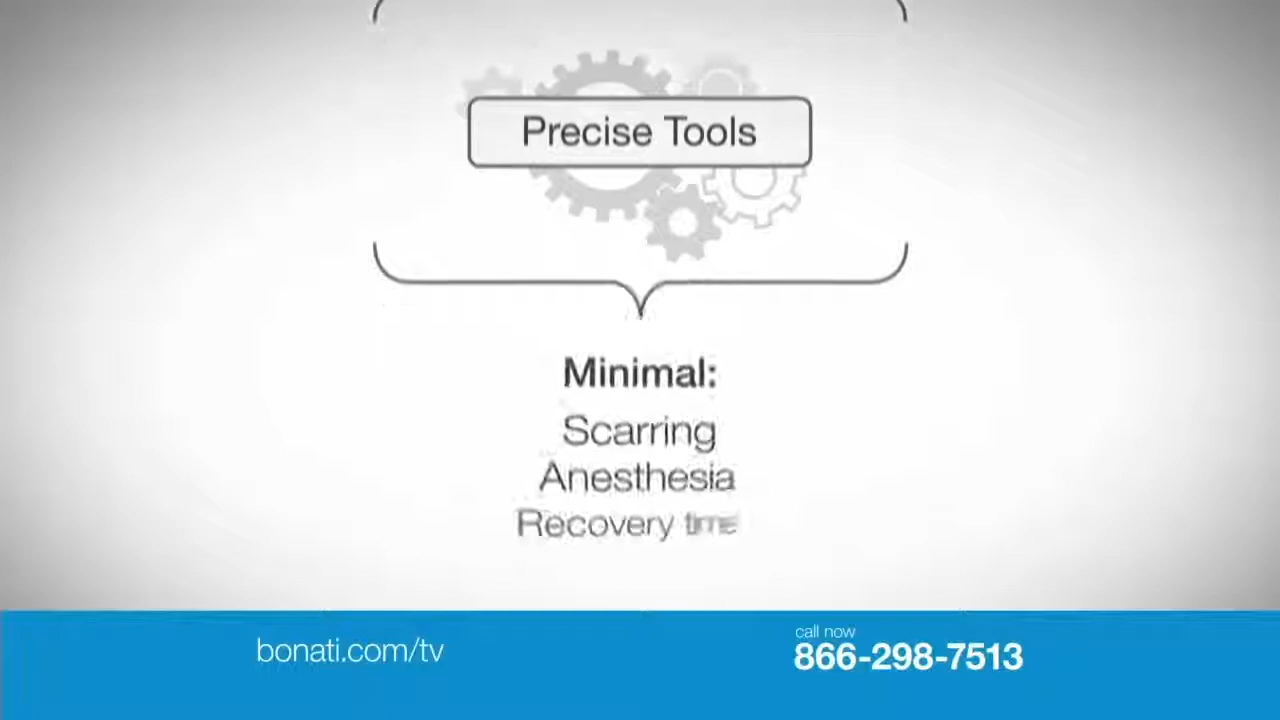 Precise Tools
Minimal:
Scarring
Anesthesia
Recovery time
bonati.com/tv
call now
866-298-7513